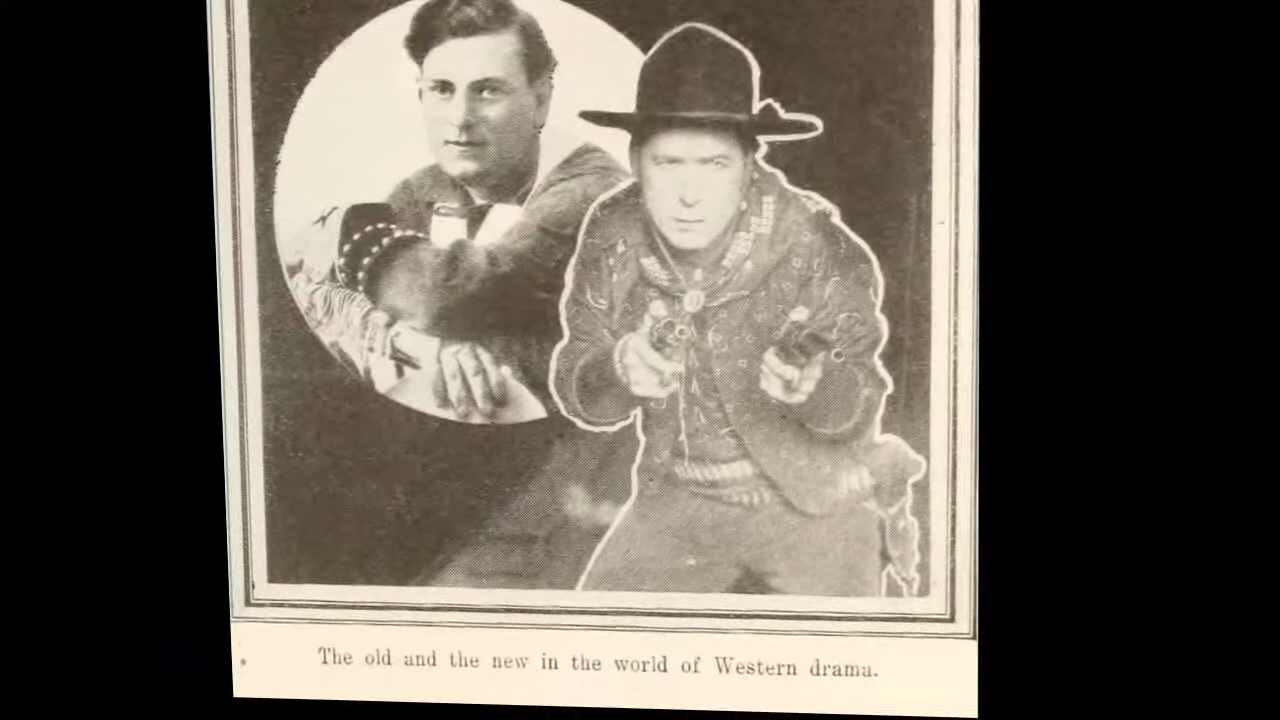 The old and the new in the world of Western drama.